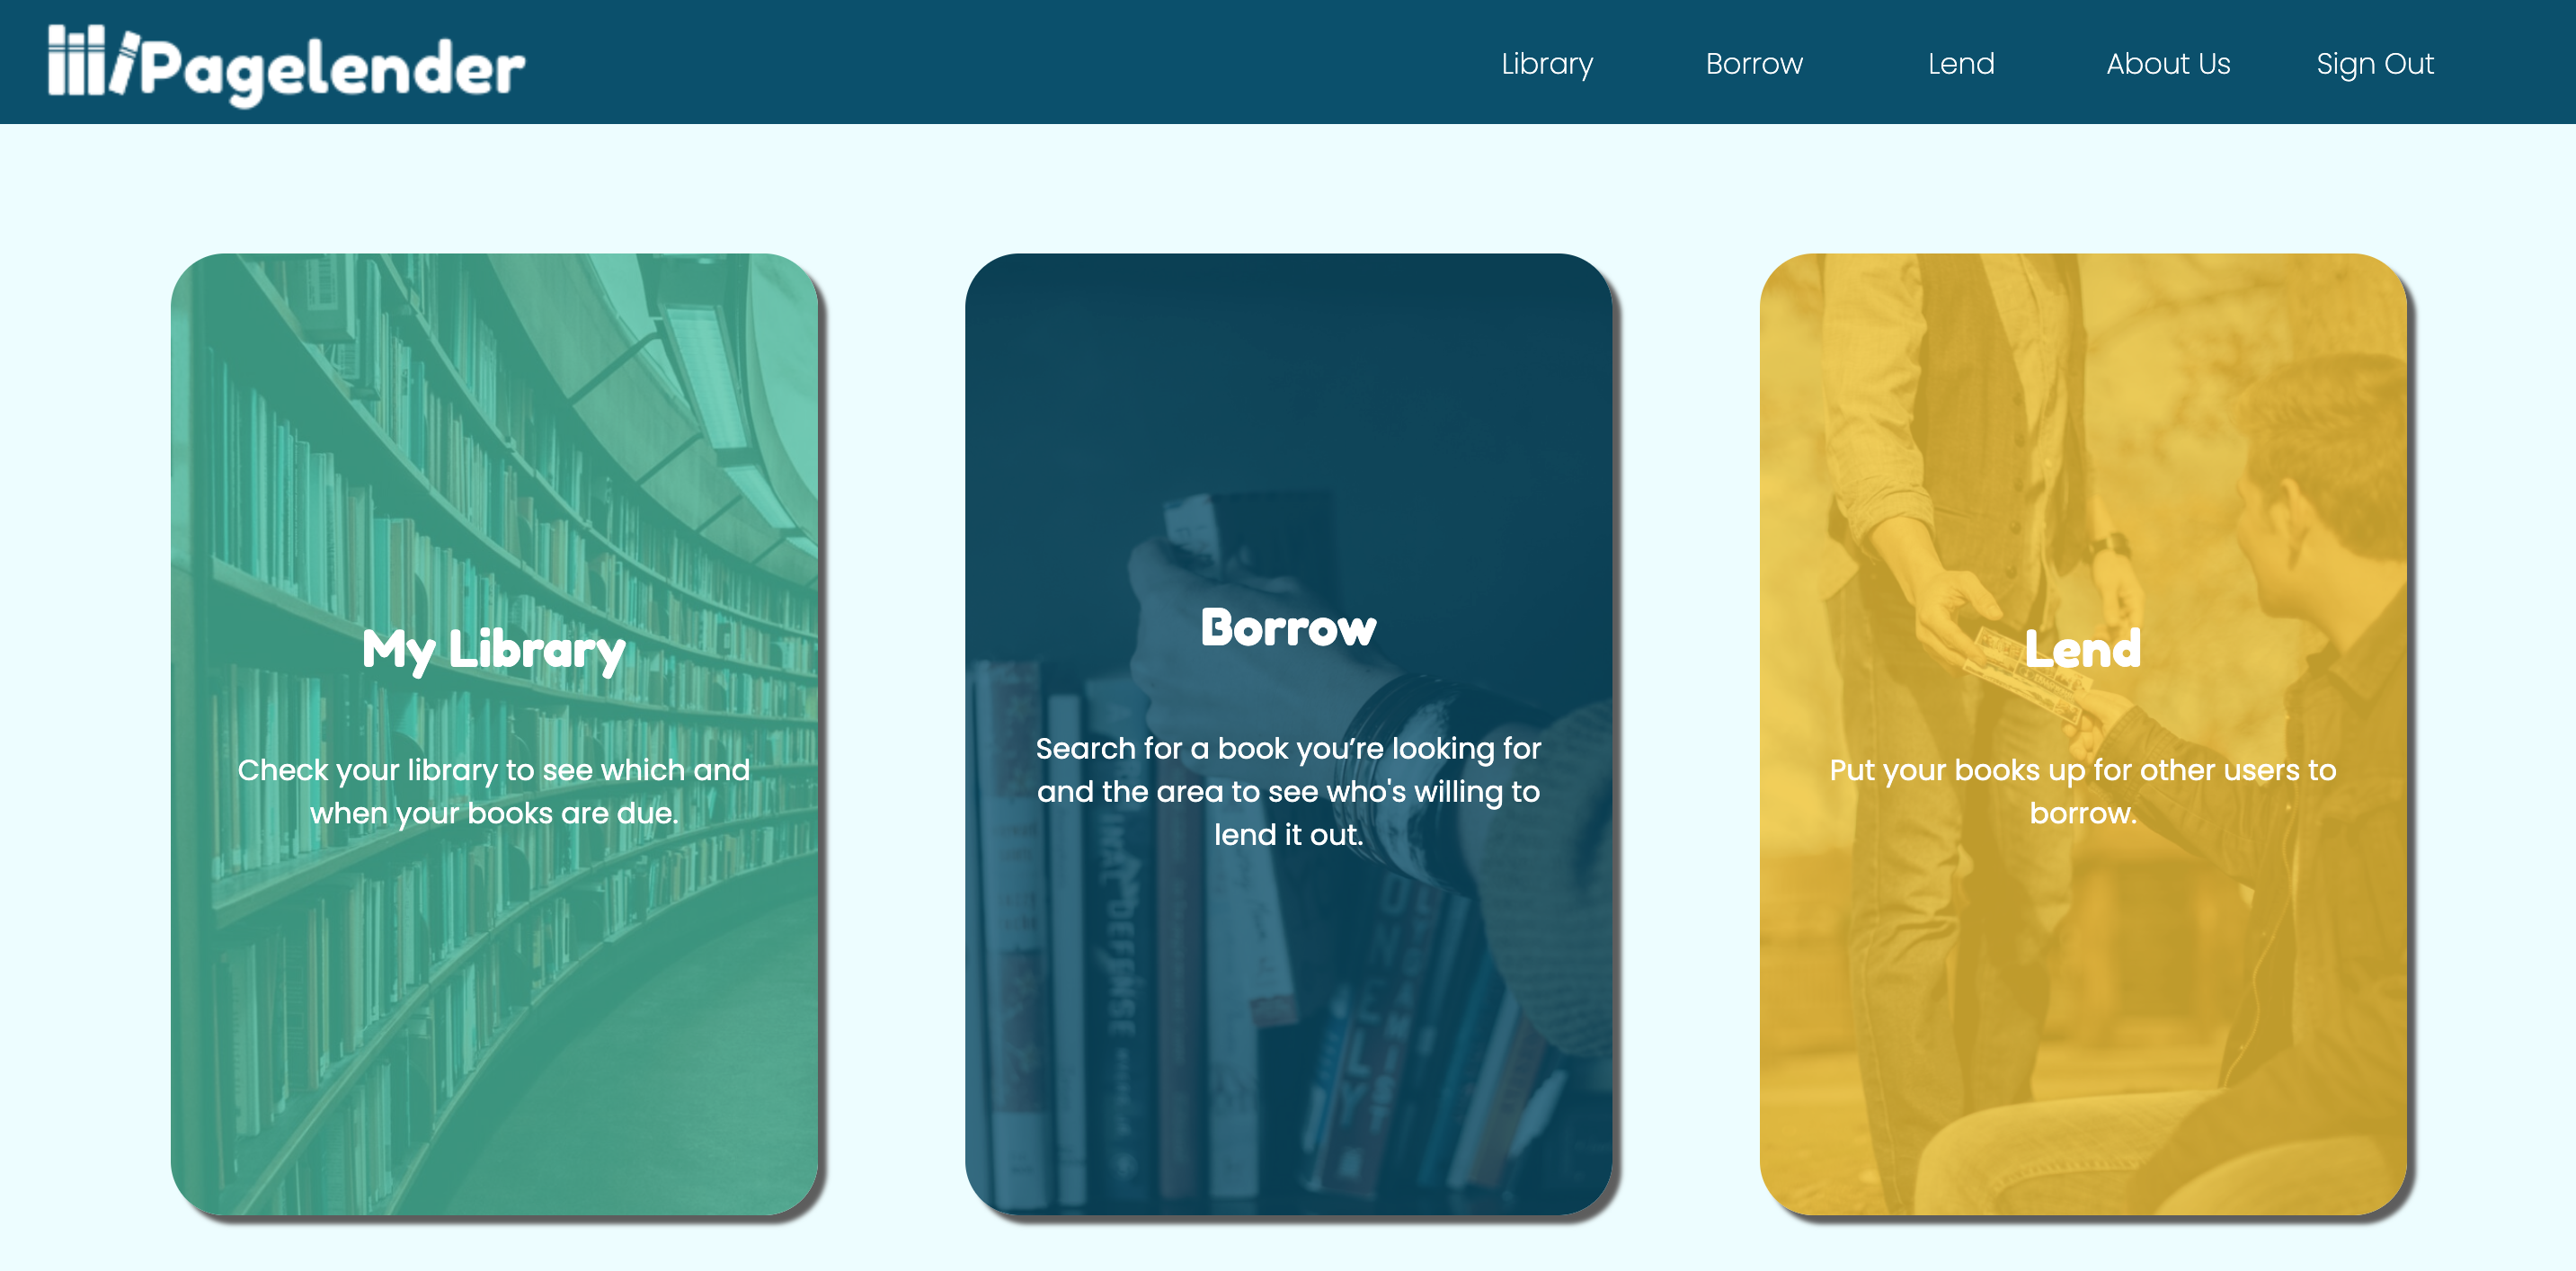 Pagelender
Library
Borrow
Lend
About Us
Sign Out
My Library
Check your library to see which and
when your books are due.
Borrow
Search for a book you’re looking for
and the area to see who's willing to
lend it out.
Lend
Put your books up for other users to
borrow.